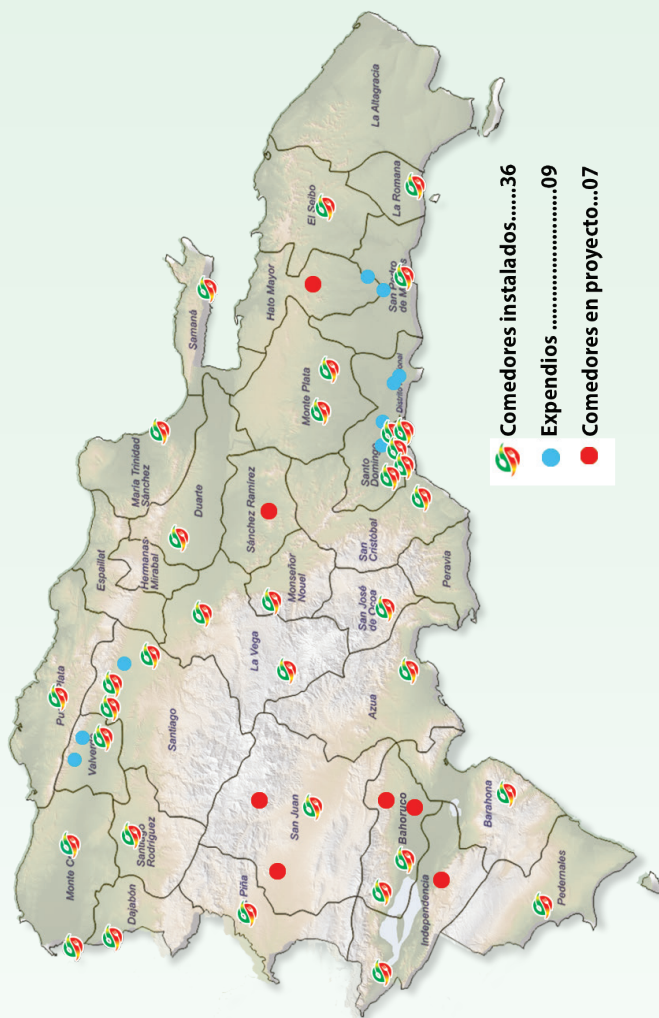 Puerto Plata
Espaillat
María Trinidad
Sánchez
Samaná
Monte C
Valverde
Hermanas
Mirabal
Dajabón
Santiago
Rodríguez
Santiago
Duarte
La Vega
Sánchez Ramírez
Hato Mayor
El Seibo
La Altagracia
Piña
San Juan
Monseñor
Nouel
Monte Plata
La Romana
San Pedro
de M
Santo
Domingo
Distrito
San José
de Ocoa
San
Cristóbal
Azua
Peravia
Bahoruco
Independencia
Barahona
Pedernales
Comedores instalados......36
Expendios .........................09
Comedores en proyecto...07